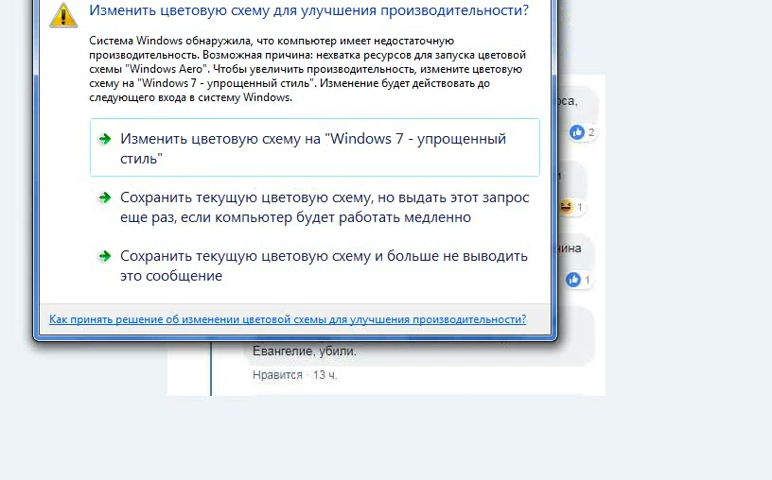 Изменить цветовую схему для улучшения производительности?
Система Windows обнаружила, что компьютер имеет недостаточную
производительность. Возможная причина: нехватка ресурсов для запуска цветовой
схемы "Windows Aero". Чтобы увеличить производительность, измените цветовую
схему на "Windows 7 - упрощенный стиль". Изменение будет действовать до
следующего входа в систему Windows.
Изменить цветовую схему на "Windows 7 - упрощенный
стиль"
2
Сохранить текущую цветовую схему, но выдать этот запрос
еще раз, если компьютер будет работать медленно
1
Сохранить текущую цветовую схему и больше не выводить
это сообщение
1
Как принять решение об изменении цветовой схемы для улучшения производительности?
Евангелие, убили.
Нравится · 13 ч.